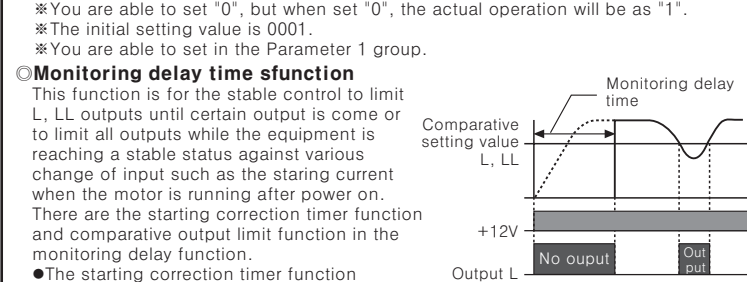 ※You are able to set "0", but when set "0", the actual operation will be as "1".
※The initial setting value is 0001.
※You are able to set in the Parameter 1 group.
◎Monitoring delay time sfunction
This function is for the stable control to limit
L, LL outputs until certain output is come or
to limit all outputs while the equipment is
reaching a stable status against various
change of input such as the staring current
when the motor is running after power on.
There are the starting correction timer function
and comparative output limit function in the
monitoring delay function.
●The starting correction timer function
Monitoring delay
time
Comparative
setting value
L, LL
+12V
No ouput
Out
put
Output L